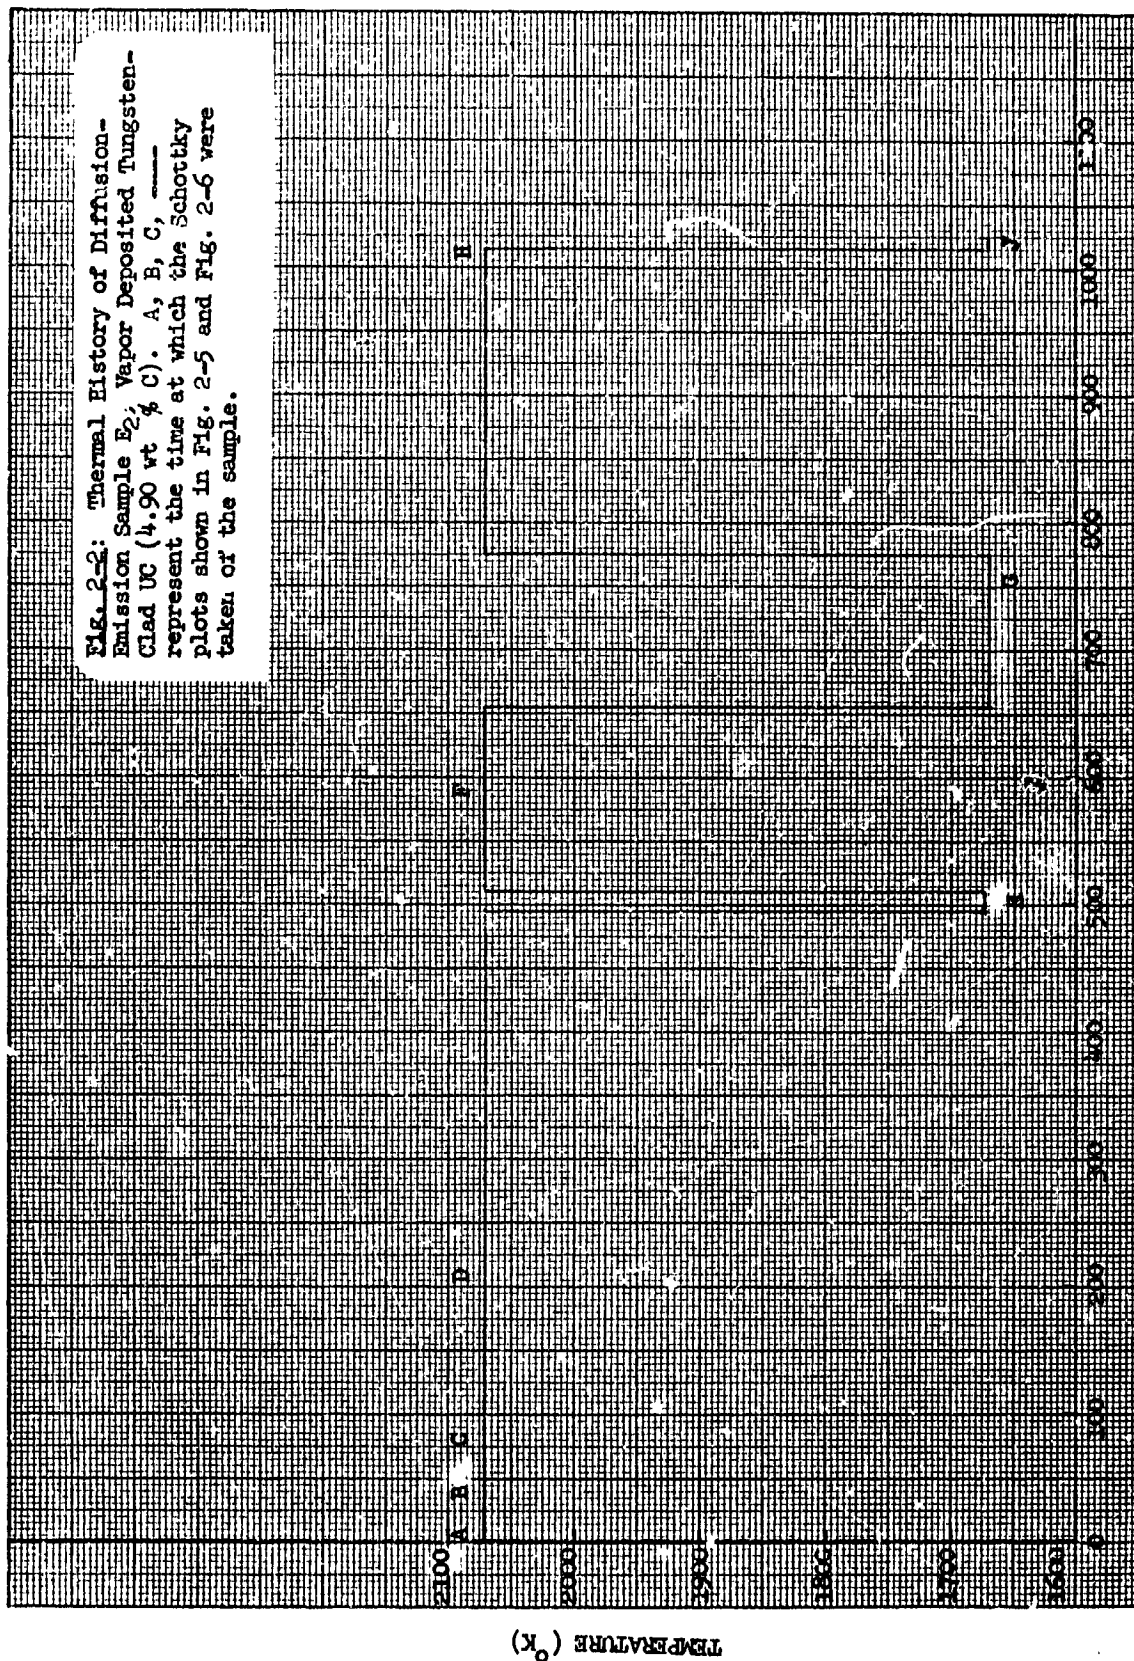 Fig. 2-2: Thermal History of Diffusion-
Emission Sample E2; Vapor Deposited Tungsten-
Clad UC (4.90 wt % C). A, B, C, ——
represent the time at which the Schottky
plots shown in Fig. 2-5 and Fig. 2-6 were
taken of the sample.
TEMPERATURE (°K)
2100
2000
1900
1800
1700
1600
A B C D F H
G J
0 100 200 300 400 500 600 700 800 900 1000